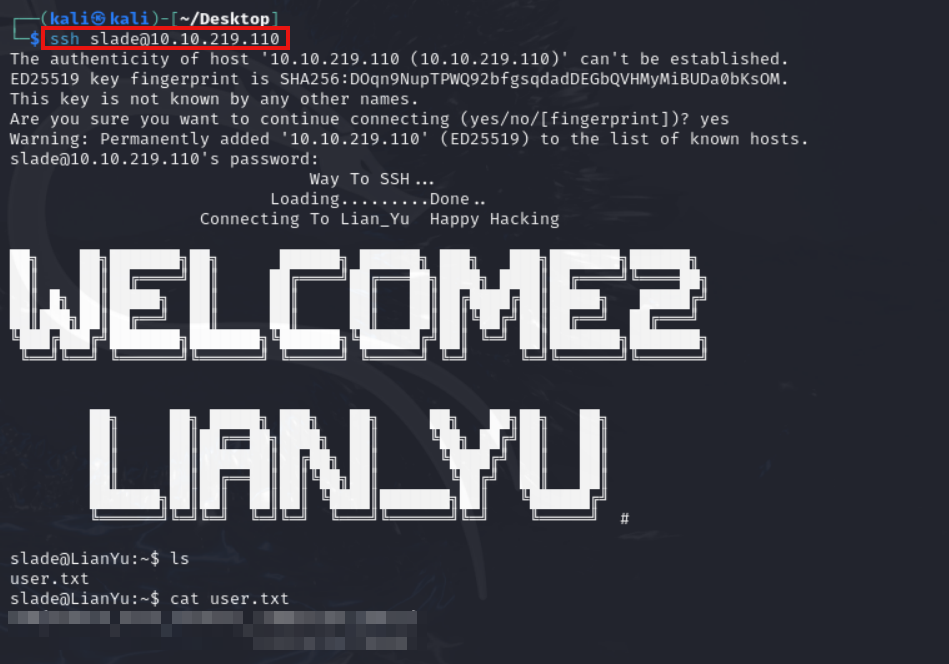 ┌──(kali㉿kali)-[~/Desktop]
└─$ ssh slade@10.10.219.110
The authenticity of host '10.10.219.110 (10.10.219.110)' can't be established.
ED25519 key fingerprint is SHA256:DOqn9NupTPWQ92bfgsqdadDEGbQVHMyMiBUDa0bKsOM.
This key is not known by any other names.
Are you sure you want to continue connecting (yes/no/[fingerprint])? yes
Warning: Permanently added '10.10.219.110' (ED25519) to the list of known hosts.
slade@10.10.219.110's password:
Way To SSH...
Loading.........Done..
Connecting To Lian_Yu  Happy Hacking
WELCOME2
LIAN_YU #
slade@LianYu:~$ ls
user.txt
slade@LianYu:~$ cat user.txt